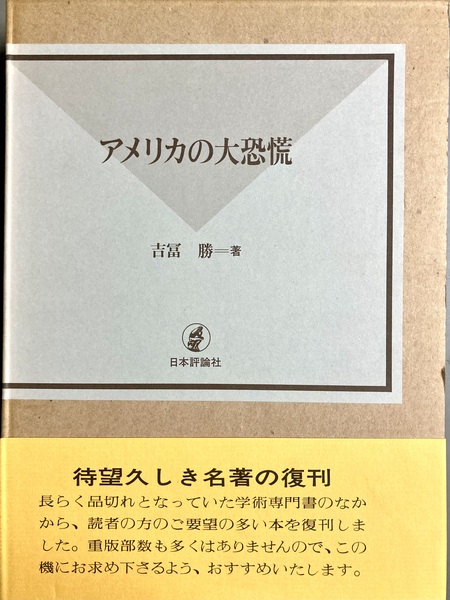 アメリカの大恐慌
吉冨 勝＝著
日本評論社
待望久しき名著の復刊
長らく品切れとなっていた学術専門書のなか
から、読者の方のご要望の多い本を復刊しま
した。重版部数も多くはありませんので、この
機にお求め下さるよう、おすすめいたします。